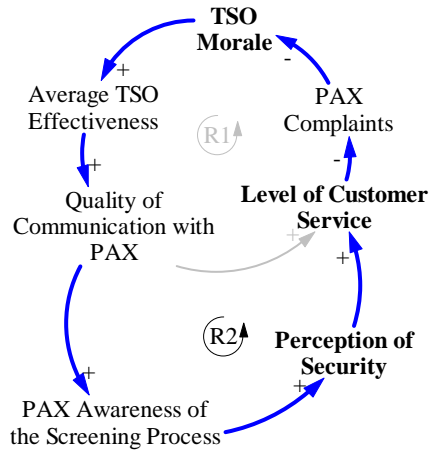 TSO
Morale
+
-
Average TSO
Effectiveness
PAX
Complaints
R1
+
-
Quality of
Communication with
PAX
Level of Customer
Service
+
+
R2
Perception of
Security
+
+
PAX Awareness of
the Screening Process